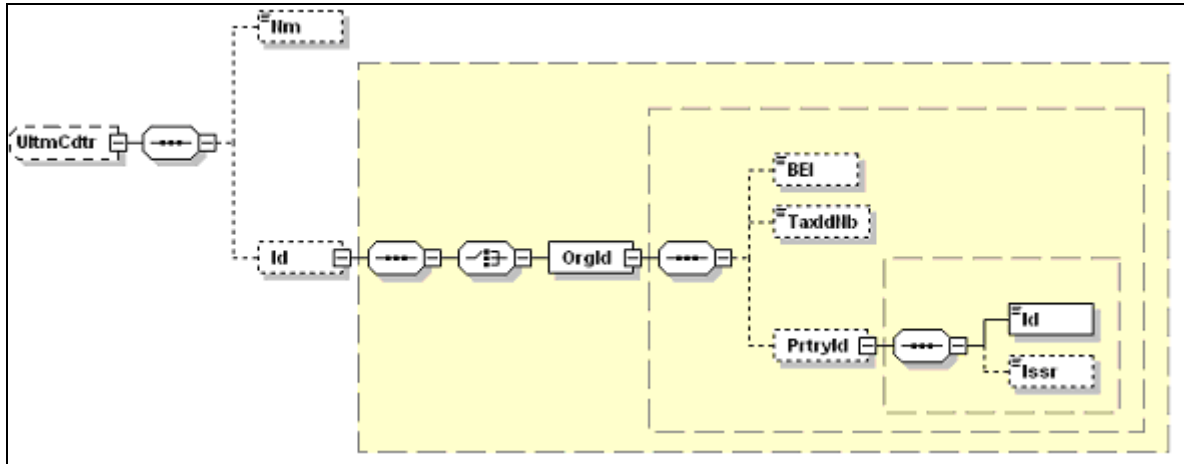 Nm
UltmCdtr
BEI
TaxIdNb
Id
OrgId
Id
PrtryId
Issr